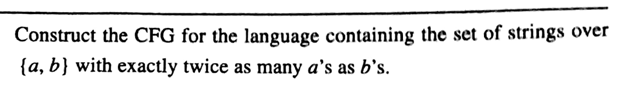 Construct the CFG for the language containing the set of strings over
{a, b} with exactly twice as many a's as b's.